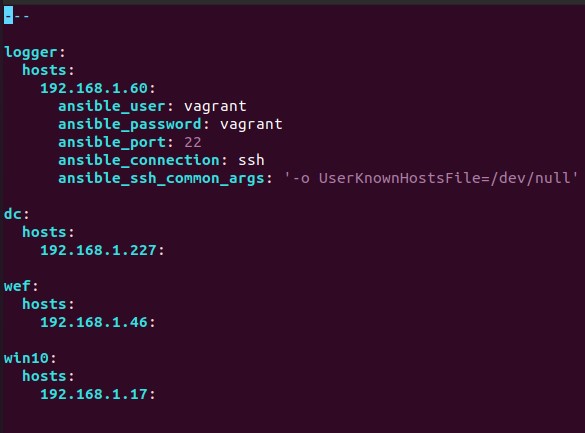 ---
logger:
  hosts:
    192.168.1.60:
      ansible_user: vagrant
      ansible_password: vagrant
      ansible_port: 22
      ansible_connection: ssh
      ansible_ssh_common_args: '-o UserKnownHostsFile=/dev/null'
dc:
  hosts:
    192.168.1.227:
wef:
  hosts:
    192.168.1.46:
win10:
  hosts:
    192.168.1.17: